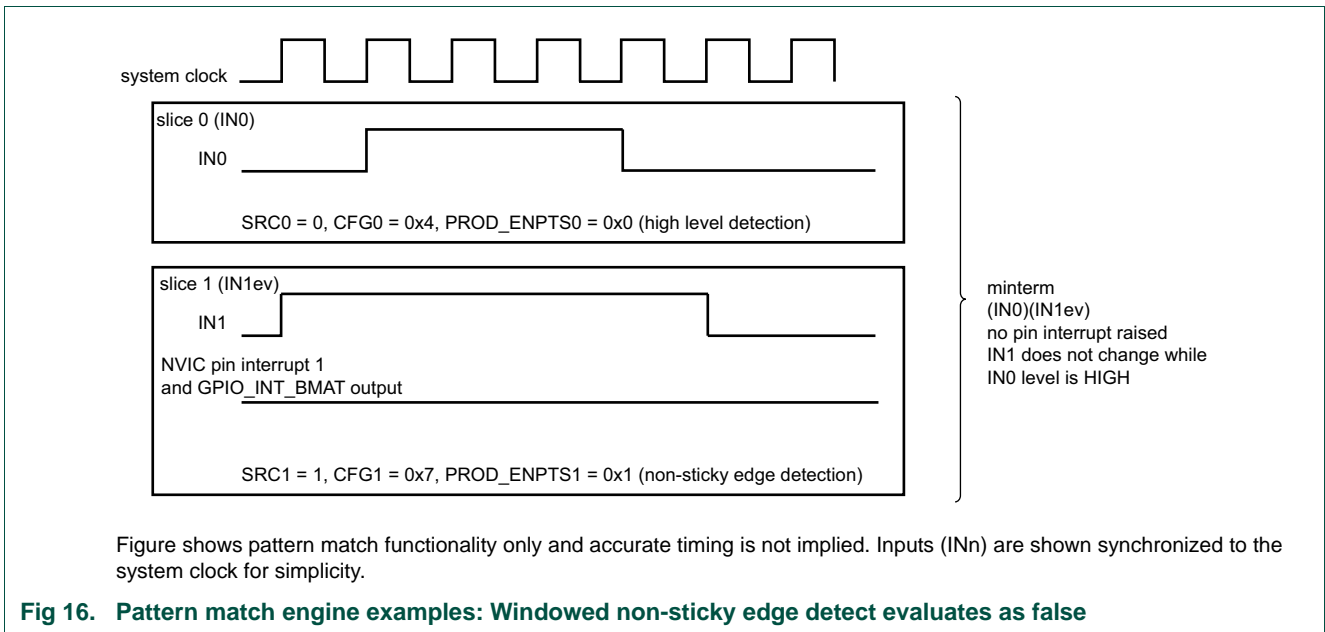 system clock
slice 0 (IN0)
IN0
SRC0 = 0, CFG0 = 0x4, PROD_ENPTS0 = 0x0 (high level detection)
slice 1 (IN1ev)
IN1
NVIC pin interrupt 1
and GPIO_INT_BMAT output
SRC1 = 1, CFG1 = 0x7, PROD_ENPTS1 = 0x1 (non-sticky edge detection)
minterm
(IN0)(IN1ev)
no pin interrupt raised
IN1 does not change while
IN0 level is HIGH
Figure shows pattern match functionality only and accurate timing is not implied. Inputs (INn) are shown synchronized to the
system clock for simplicity.
Fig 16. Pattern match engine examples: Windowed non-sticky edge detect evaluates as false